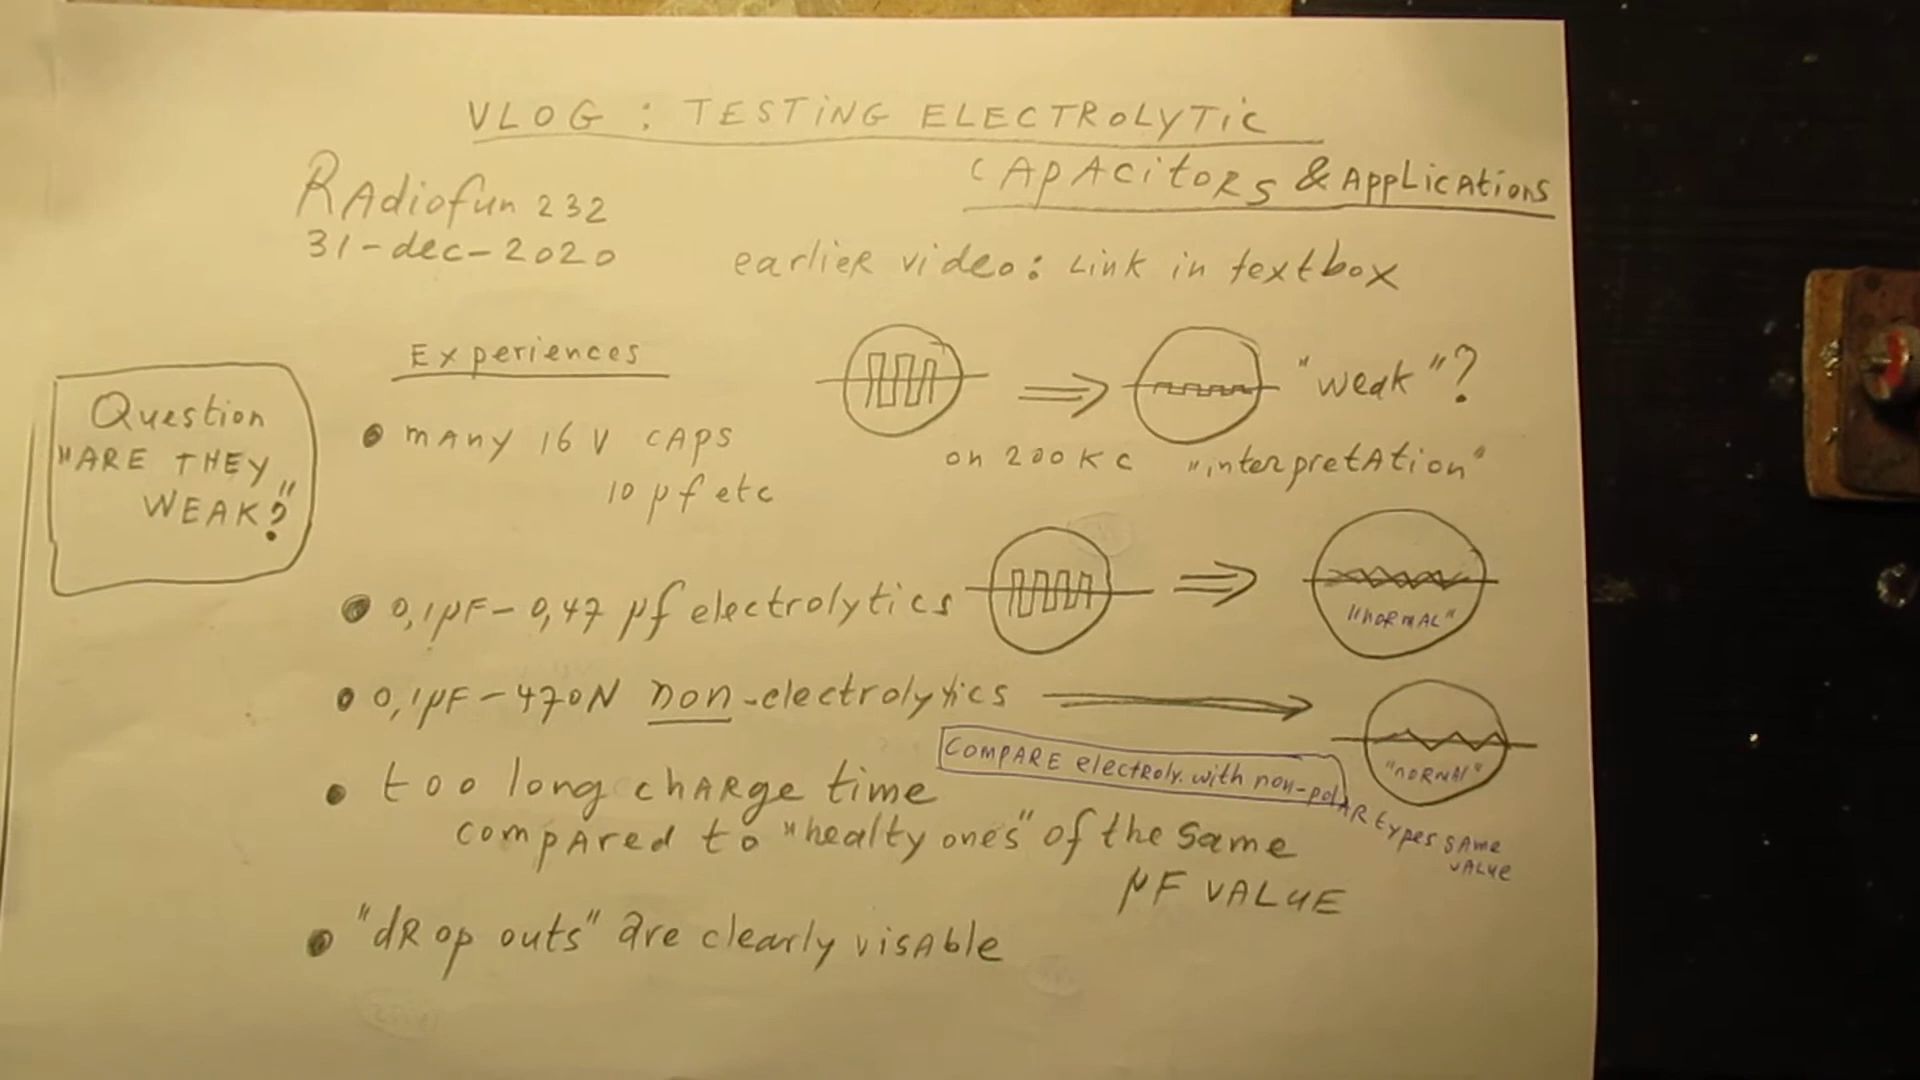 VLOG : TESTiNG ELECTROLYTiC
CAPACitORS & APPLiCAtiONS
RAdiofun 232
31-dec-2020
earlieR video: Link in textbox
Question
"ARE THEY
WEAK?"
Experiences
"weak"?
• mANy 16 V CAPS
10 µf etc
on 200 KC
"interpretAtion"
• 0,1µF - 0,47 µf electrolytics
"NORMAL"
• 0,1µF - 470N non-electrolytics
"NORMAl"
COMPARE electroly. with non-polAR types SAMe
VALUe
• too long chARge time
compARed to "healty ones" of the same
µF VALUE
• "dRop outs" are clearly visAble